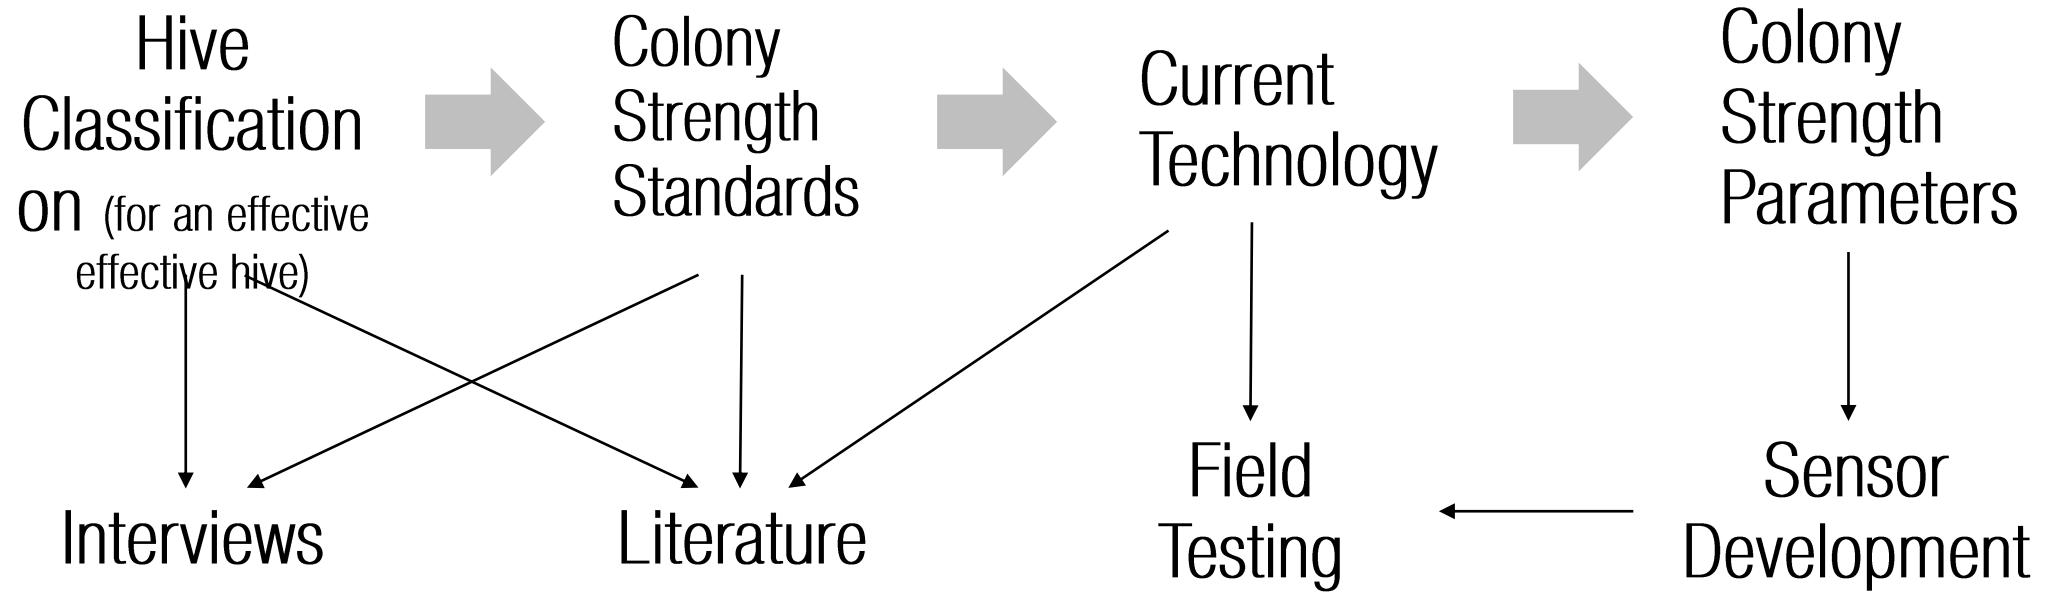 Hive
Classification
on (for an effective
effective hive)
Colony
Strength
Standards
Current
Technology
Colony
Strength
Parameters
Interviews
Literature
Field
Testing
Sensor
Development